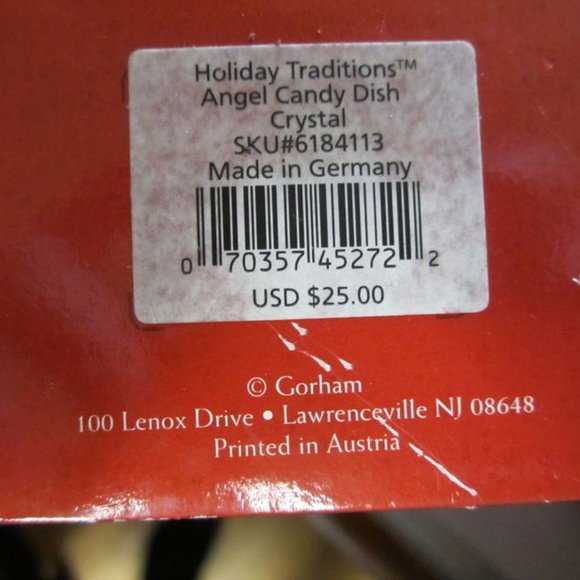 Holiday Traditions™
Angel Candy Dish
Crystal
SKU#6184113
Made in Germany
0 70357 45272 2
USD $25.00
© Gorham
100 Lenox Drive • Lawrenceville NJ 08648
Printed in Austria